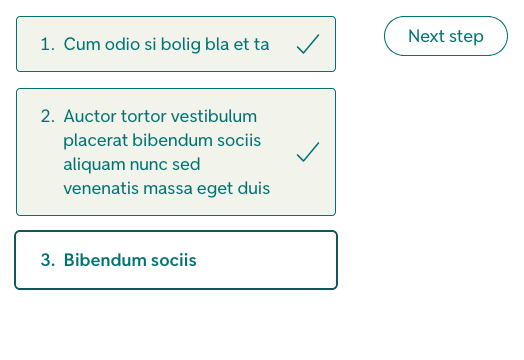 1. Cum odio si bolig bla et ta
Next step
2. Auctor tortor vestibulum
placerat bibendum sociis
aliquam nunc sed
venenatis massa eget duis
3. Bibendum sociis